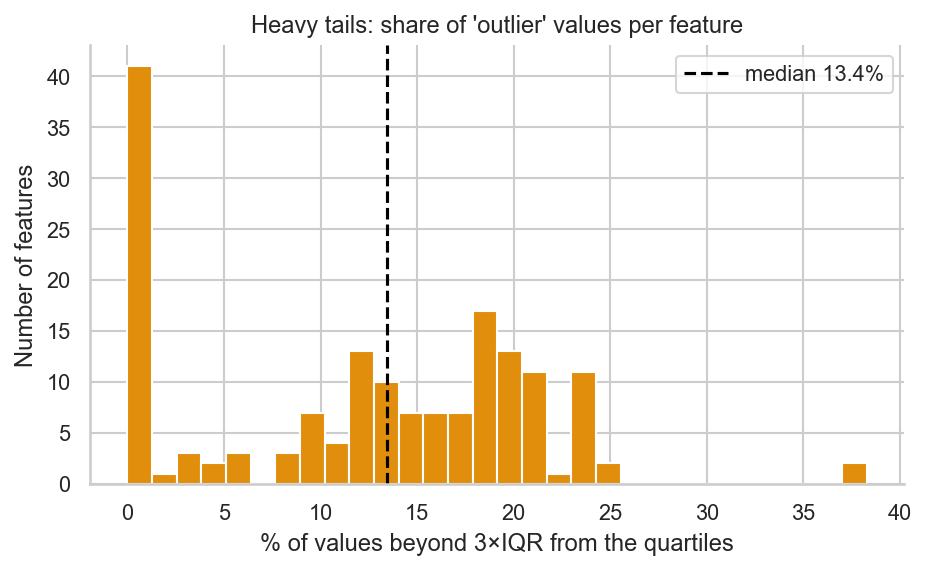 Heavy tails: share of 'outlier' values per feature
median 13.4%
Number of features
40
35
30
25
20
15
10
5
0
0 5 10 15 20 25 30 35 40
% of values beyond 3×IQR from the quartiles